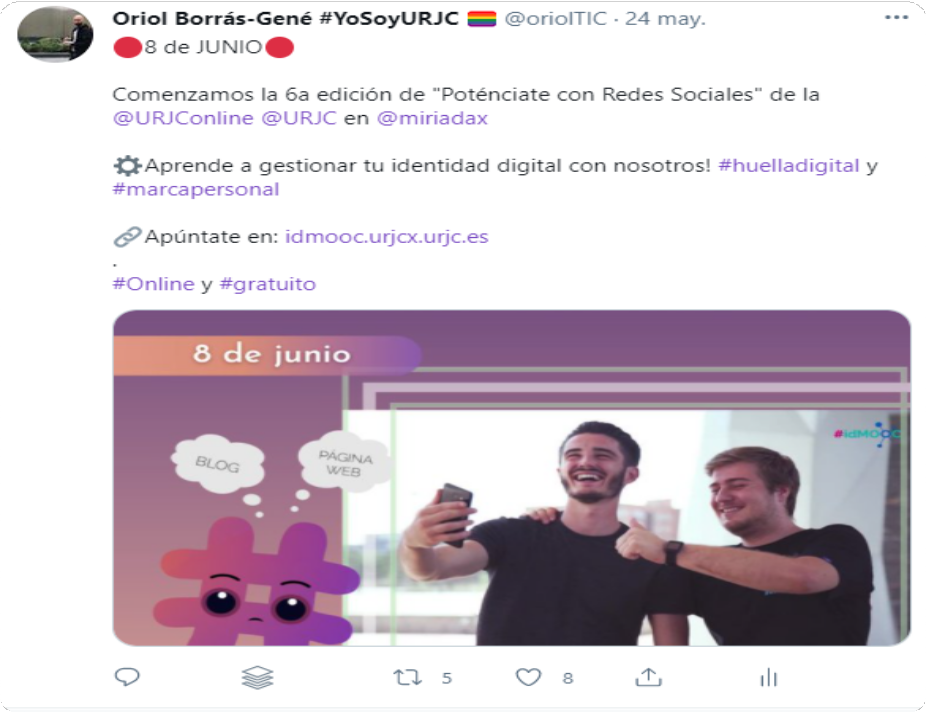 Oriol Borrás-Gené #YoSoyURJC 🏳️‍🌈 @oriolTIC · 24 may.
🔴8 de JUNIO🔴
Comenzamos la 6a edición de "Poténciate con Redes Sociales" de la
@URJConline @URJC en @miriadax
⚙️Aprende a gestionar tu identidad digital con nosotros! #huelladigital y
#marcapersonal
🔗Apúntate en: idmooc.urjcx.urjc.es
.
#Online y #gratuito
8 de junio
#idMOOC
BLOG
PÁGINA
WEB
5 8